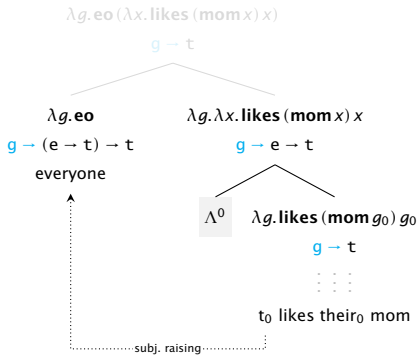 λg.eo(λx.likes(mom x) x)
g → t
λg.eo
g → (e → t) → t
everyone
λg.λx.likes(mom x) x
g → e → t
Λ⁰
λg.likes(mom g₀) g₀
g → t
t₀ likes their₀ mom
subj. raising